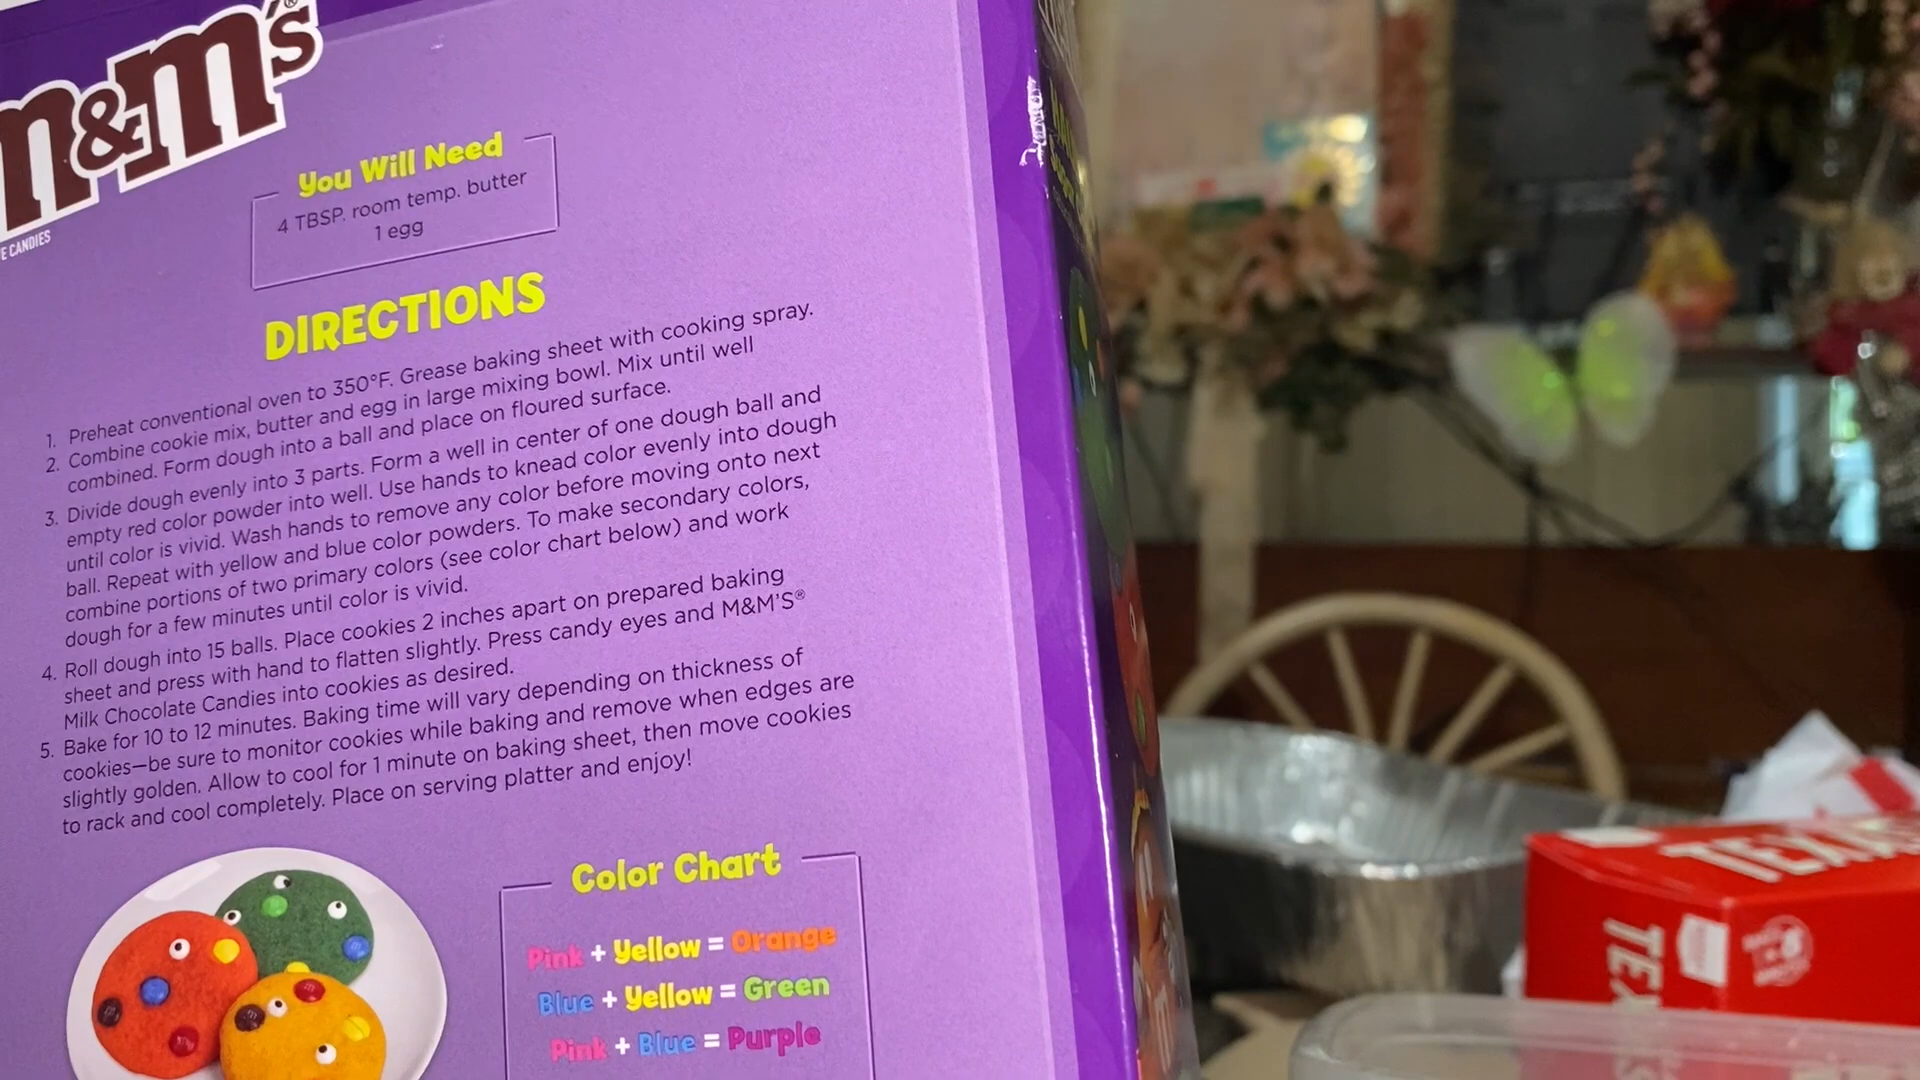 M&M'S®
E CANDIES
You Will Need
4 TBSP. room temp. butter
1 egg
DIRECTIONS
1. Preheat conventional oven to 350°F. Grease baking sheet with cooking spray.
2. Combine cookie mix, butter and egg in large mixing bowl. Mix until well
combined. Form dough into a ball and place on floured surface.
3. Divide dough evenly into 3 parts. Form a well in center of one dough ball and
empty red color powder into well. Use hands to knead color evenly into dough
until color is vivid. Wash hands to remove any color before moving onto next
ball. Repeat with yellow and blue color powders. To make secondary colors,
combine portions of two primary colors (see color chart below) and work
dough for a few minutes until color is vivid.
4. Roll dough into 15 balls. Place cookies 2 inches apart on prepared baking
sheet and press with hand to flatten slightly. Press candy eyes and M&M'S®
Milk Chocolate Candies into cookies as desired.
5. Bake for 10 to 12 minutes. Baking time will vary depending on thickness of
cookies—be sure to monitor cookies while baking and remove when edges are
slightly golden. Allow to cool for 1 minute on baking sheet, then move cookies
to rack and cool completely. Place on serving platter and enjoy!
Color Chart
Pink + Yellow = Orange
Blue + Yellow = Green
Pink + Blue = Purple
TEXAS
TEX